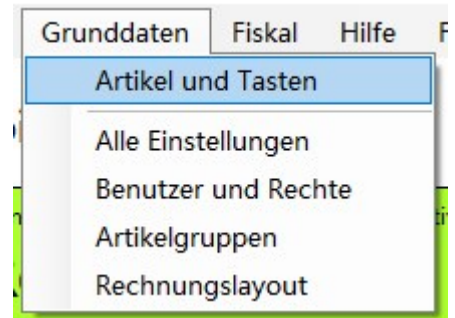 Grunddaten Fiskal Hilfe
Artikel und Tasten
Alle Einstellungen
Benutzer und Rechte
Artikelgruppen
Rechnungslayout